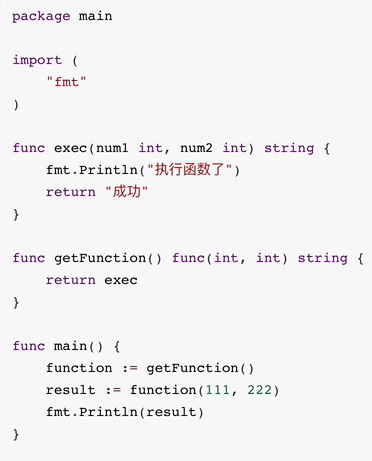 package main

import (
    "fmt"
)

func exec(num1 int, num2 int) string {
    fmt.Println("执行函数了")
    return "成功"
}

func getFunction() func(int, int) string {
    return exec
}

func main() {
    function := getFunction()
    result := function(111, 222)
    fmt.Println(result)
}